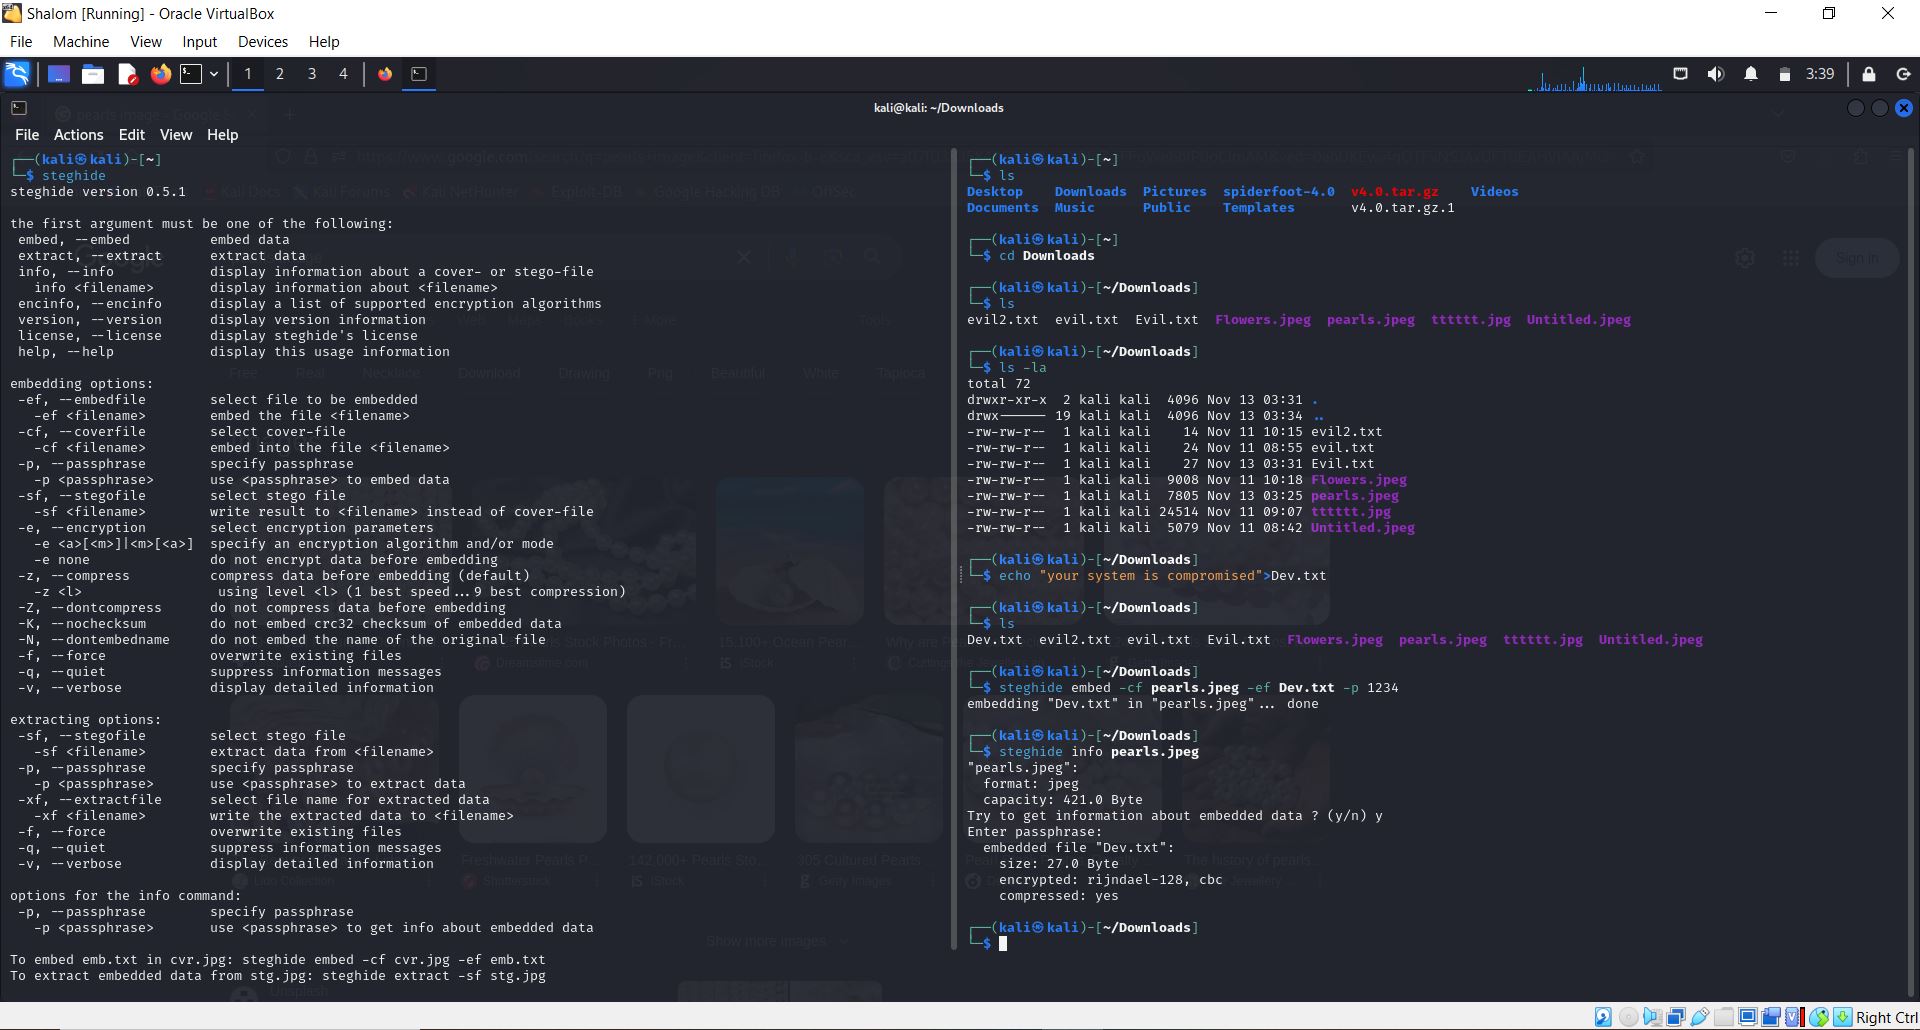 Shalom [Running] - Oracle VirtualBox
File Machine View Input Devices Help
1 2 3 4 3:39
kali@kali: ~/Downloads
File Actions Edit View Help
┌──(kali㉿kali)-[~]
└─$ steghide
steghide version 0.5.1
the first argument must be one of the following:
embed, --embed embed data
extract, --extract extract data
info, --info display information about a cover- or stego-file
info <filename> display information about <filename>
encinfo, --encinfo display a list of supported encryption algorithms
version, --version display version information
license, --license display steghide's license
help, --help display this usage information
embedding options:
-ef, --embedfile select file to be embedded
-ef <filename> embed the file <filename>
-cf, --coverfile select cover-file
-cf <filename> embed into the file <filename>
-p, --passphrase specify passphrase
-p <passphrase> use <passphrase> to embed data
-sf, --stegofile select stego file
-sf <filename> write result to <filename> instead of cover-file
-e, --encryption select encryption parameters
-e <a>[<m>]|<m>[<a>] specify an encryption algorithm and/or mode
-e none do not encrypt data before embedding
-z, --compress compress data before embedding (default)
-z <l> using level <l> (1 best speed...9 best compression)
-Z, --dontcompress do not compress data before embedding
-K, --nochecksum do not embed crc32 checksum of embedded data
-N, --dontembedname do not embed the name of the original file
-f, --force overwrite existing files
-q, --quiet suppress information messages
-v, --verbose display detailed information
extracting options:
-sf, --stegofile select stego file
-sf <filename> extract data from <filename>
-p, --passphrase specify passphrase
-p <passphrase> use <passphrase> to extract data
-xf, --extractfile select file name for extracted data
-xf <filename> write the extracted data to <filename>
-f, --force overwrite existing files
-q, --quiet suppress information messages
-v, --verbose display detailed information
options for the info command:
-p, --passphrase specify passphrase
-p <passphrase> use <passphrase> to get info about embedded data
To embed emb.txt in cvr.jpg: steghide embed -cf cvr.jpg -ef emb.txt
To extract embedded data from stg.jpg: steghide extract -sf stg.jpg
┌──(kali㉿kali)-[~]
└─$ ls
Desktop Downloads Pictures spiderfoot-4.0 v4.0.tar.gz Videos
Documents Music Public Templates v4.0.tar.gz.1
┌──(kali㉿kali)-[~]
└─$ cd Downloads
┌──(kali㉿kali)-[~/Downloads]
└─$ ls
evil2.txt evil.txt Evil.txt Flowers.jpeg pearls.jpeg tttttt.jpg Untitled.jpeg
┌──(kali㉿kali)-[~/Downloads]
└─$ ls -la
total 72
drwxr-xr-x 2 kali kali 4096 Nov 13 03:31 .
drwx------ 19 kali kali 4096 Nov 13 03:34 ..
-rw-rw-r-- 1 kali kali 14 Nov 11 10:15 evil2.txt
-rw-rw-r-- 1 kali kali 24 Nov 11 08:55 evil.txt
-rw-rw-r-- 1 kali kali 27 Nov 13 03:31 Evil.txt
-rw-rw-r-- 1 kali kali 9008 Nov 11 10:18 Flowers.jpeg
-rw-rw-r-- 1 kali kali 7805 Nov 13 03:25 pearls.jpeg
-rw-rw-r-- 1 kali kali 24514 Nov 11 09:07 tttttt.jpg
-rw-rw-r-- 1 kali kali 5079 Nov 11 08:42 Untitled.jpeg
┌──(kali㉿kali)-[~/Downloads]
└─$ echo "your system is compromised">Dev.txt
┌──(kali㉿kali)-[~/Downloads]
└─$ ls
Dev.txt evil2.txt evil.txt Evil.txt Flowers.jpeg pearls.jpeg tttttt.jpg Untitled.jpeg
┌──(kali㉿kali)-[~/Downloads]
└─$ steghide embed -cf pearls.jpeg -ef Dev.txt -p 1234
embedding "Dev.txt" in "pearls.jpeg"... done
┌──(kali㉿kali)-[~/Downloads]
└─$ steghide info pearls.jpeg
"pearls.jpeg":
format: jpeg
capacity: 421.0 Byte
Try to get information about embedded data ? (y/n) y
Enter passphrase:
embedded file "Dev.txt":
size: 27.0 Byte
encrypted: rijndael-128, cbc
compressed: yes
┌──(kali㉿kali)-[~/Downloads]
└─$
Right Ctrl